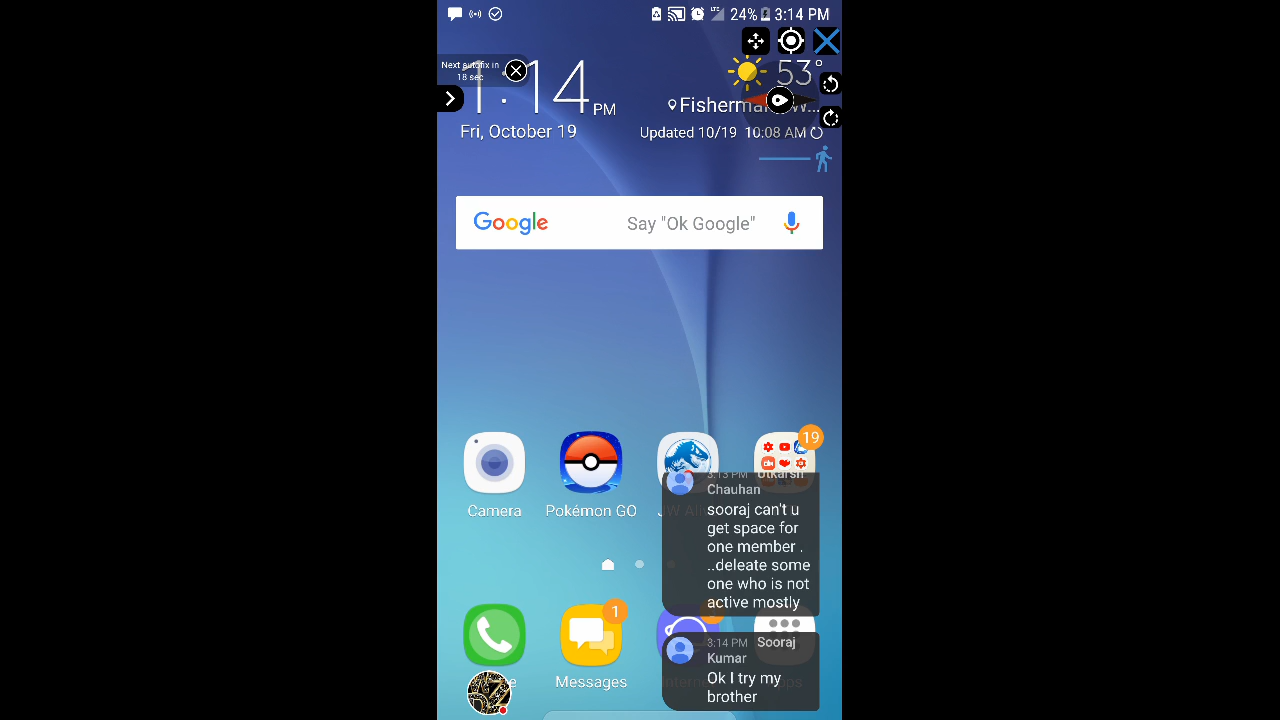 LTE 24% 3:14 PM
Next autofix in
18 sec
:14 PM
53°
Fri, October 19
Updated 10/19 10:08 AM
Google Say "Ok Google"
19
3:13 PM Utkarsh
Chauhan
sooraj can't u
get space for
one member .
..deleate some
one who is not
active mostly
Camera
Pokémon GO
1
3:14 PM Sooraj
Kumar
Ok I try my
brother
Messages